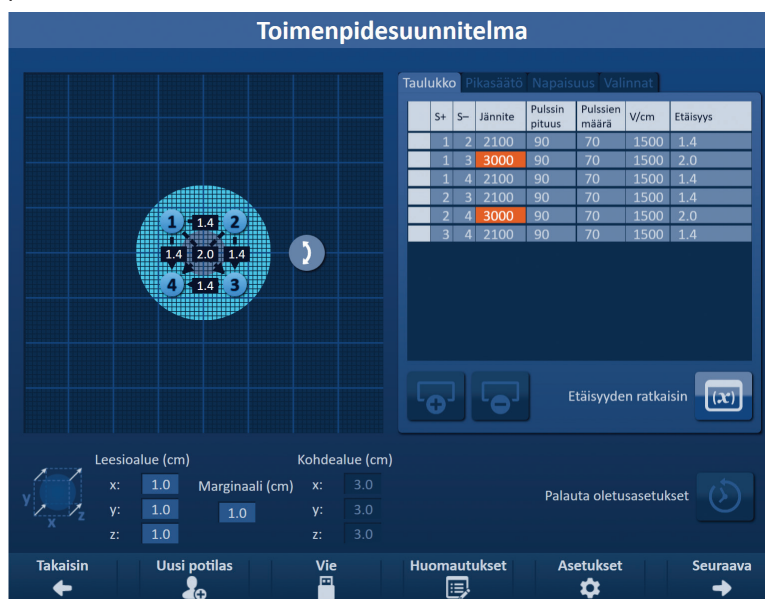 Toimenpidesuunnitelma
Taulukko Pikasäätö Napaisuus Valinnat
S+ S– Jännite Pulssin pituus Pulssien määrä V/cm Etäisyys
1 2 2100 90 70 1500 1.4
1 3 3000 90 70 1500 2.0
1 4 2100 90 70 1500 1.4
2 3 2100 90 70 1500 1.4
2 4 3000 90 70 1500 2.0
3 4 2100 90 70 1500 1.4
1 1.4 2
1.4 2.0 1.4
4 1.4 3
Etäisyyden ratkaisin (x)
Leesioalue (cm) Kohdealue (cm)
x: 1.0 Marginaali (cm) x: 3.0
y: 1.0 1.0 y: 3.0
z: 1.0 z: 3.0
y x z
Palauta oletusasetukset
Takaisin Uusi potilas Vie Huomautukset Asetukset Seuraava